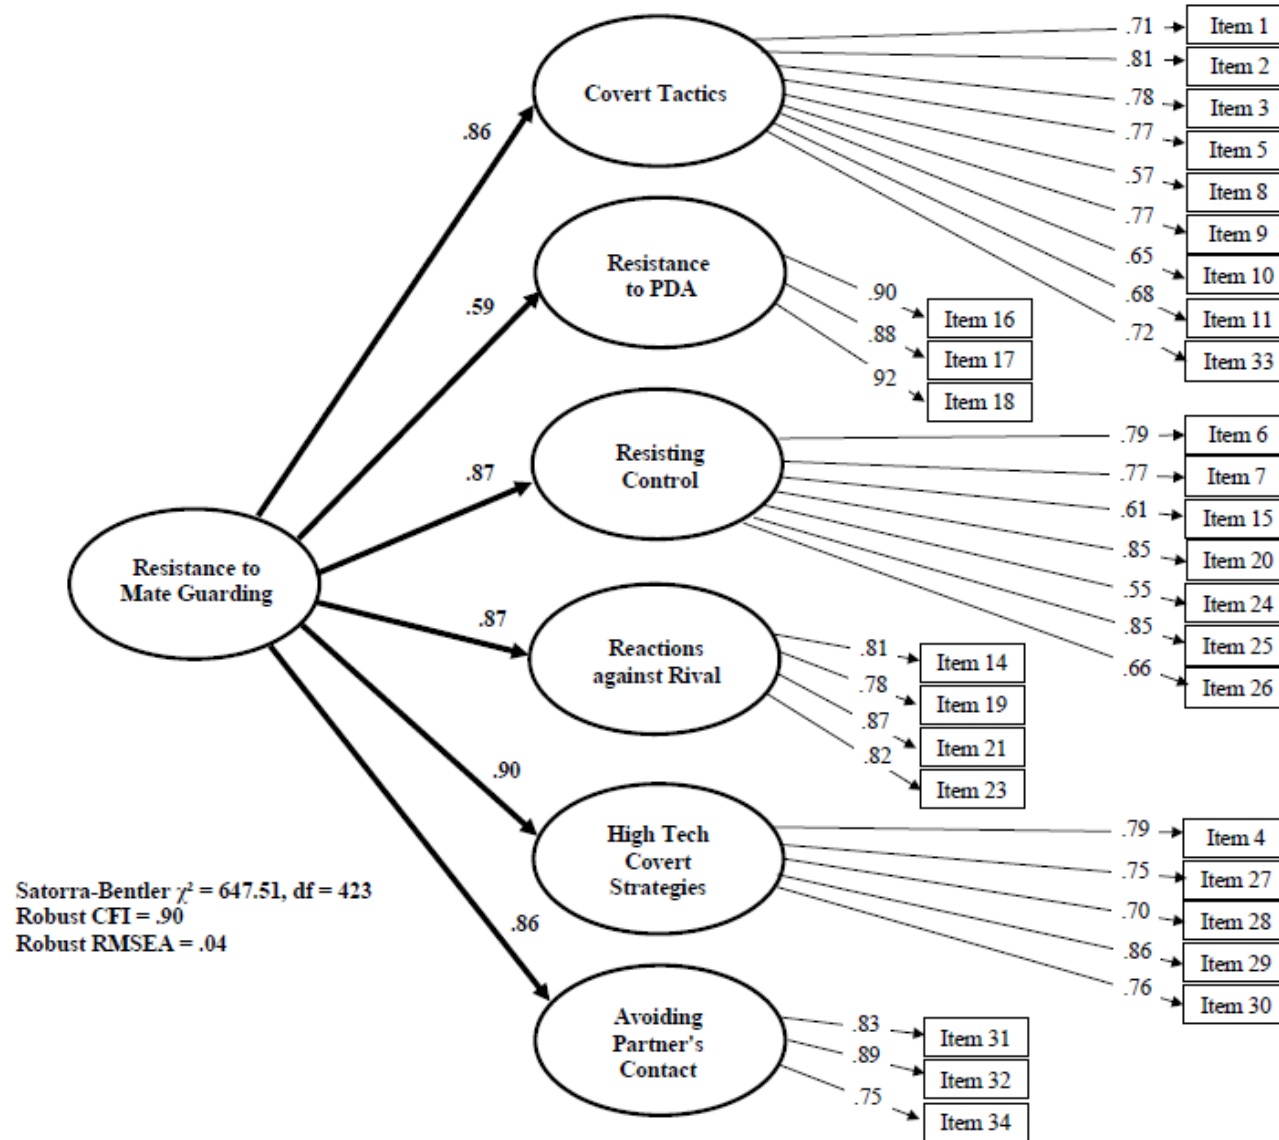 Covert Tactics
.71
Item 1
.81
Item 2
.78
Item 3
.77
Item 5
.57
Item 8
.77
Item 9
.65
Item 10
.68
Item 11
.72
Item 33
.86
Resistance
to PDA
.90
Item 16
.88
Item 17
.92
Item 18
.59
Resisting
Control
.79
Item 6
.77
Item 7
.61
Item 15
.85
Item 20
.55
Item 24
.85
Item 25
.66
Item 26
.87
Resistance to
Mate Guarding
.87
Reactions
against Rival
.81
Item 14
.78
Item 19
.87
Item 21
.82
Item 23
.90
High Tech
Covert
Strategies
.79
Item 4
.75
Item 27
.70
Item 28
.86
Item 29
.76
Item 30
Satorra-Bentler χ² = 647.51, df = 423
Robust CFI = .90
Robust RMSEA = .04
.86
Avoiding
Partner's
Contact
.83
Item 31
.89
Item 32
.75
Item 34